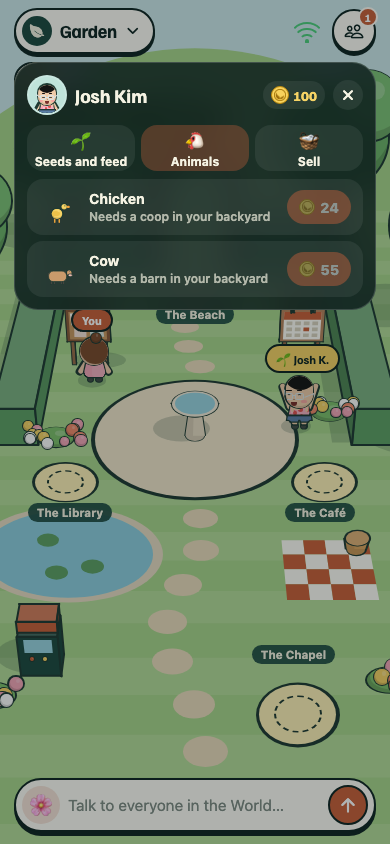 Garden
1
Josh Kim
100
Seeds and feed
Animals
Sell
Chicken
Needs a coop in your backyard
24
Cow
Needs a barn in your backyard
55
The Beach
You
Josh K.
The Library
The Café
The Chapel
Talk to everyone in the World...